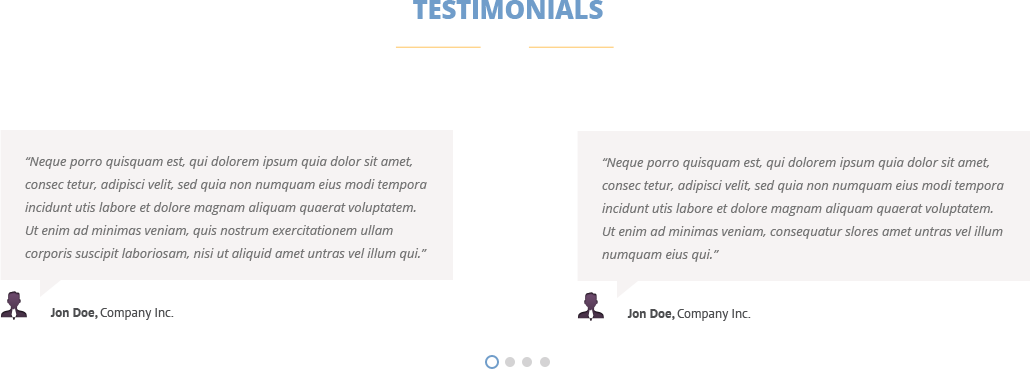 TESTIMONIALS
“Neque porro quisquam est, qui dolorem ipsum quia dolor sit amet,
consec tetur, adipisci velit, sed quia non numquam eius modi tempora
incidunt utis labore et dolore magnam aliquam quaerat voluptatem.
Ut enim ad minimas veniam, quis nostrum exercitationem ullam
corporis suscipit laboriosam, nisi ut aliquid amet untras vel illum qui.”
Jon Doe, Company Inc.
“Neque porro quisquam est, qui dolorem ipsum quia dolor sit amet,
consec tetur, adipisci velit, sed quia non numquam eius modi tempora
incidunt utis labore et dolore magnam aliquam quaerat voluptatem.
Ut enim ad minimas veniam, consequatur slores amet untras vel illum
numquam eius qui.”
Jon Doe, Company Inc.